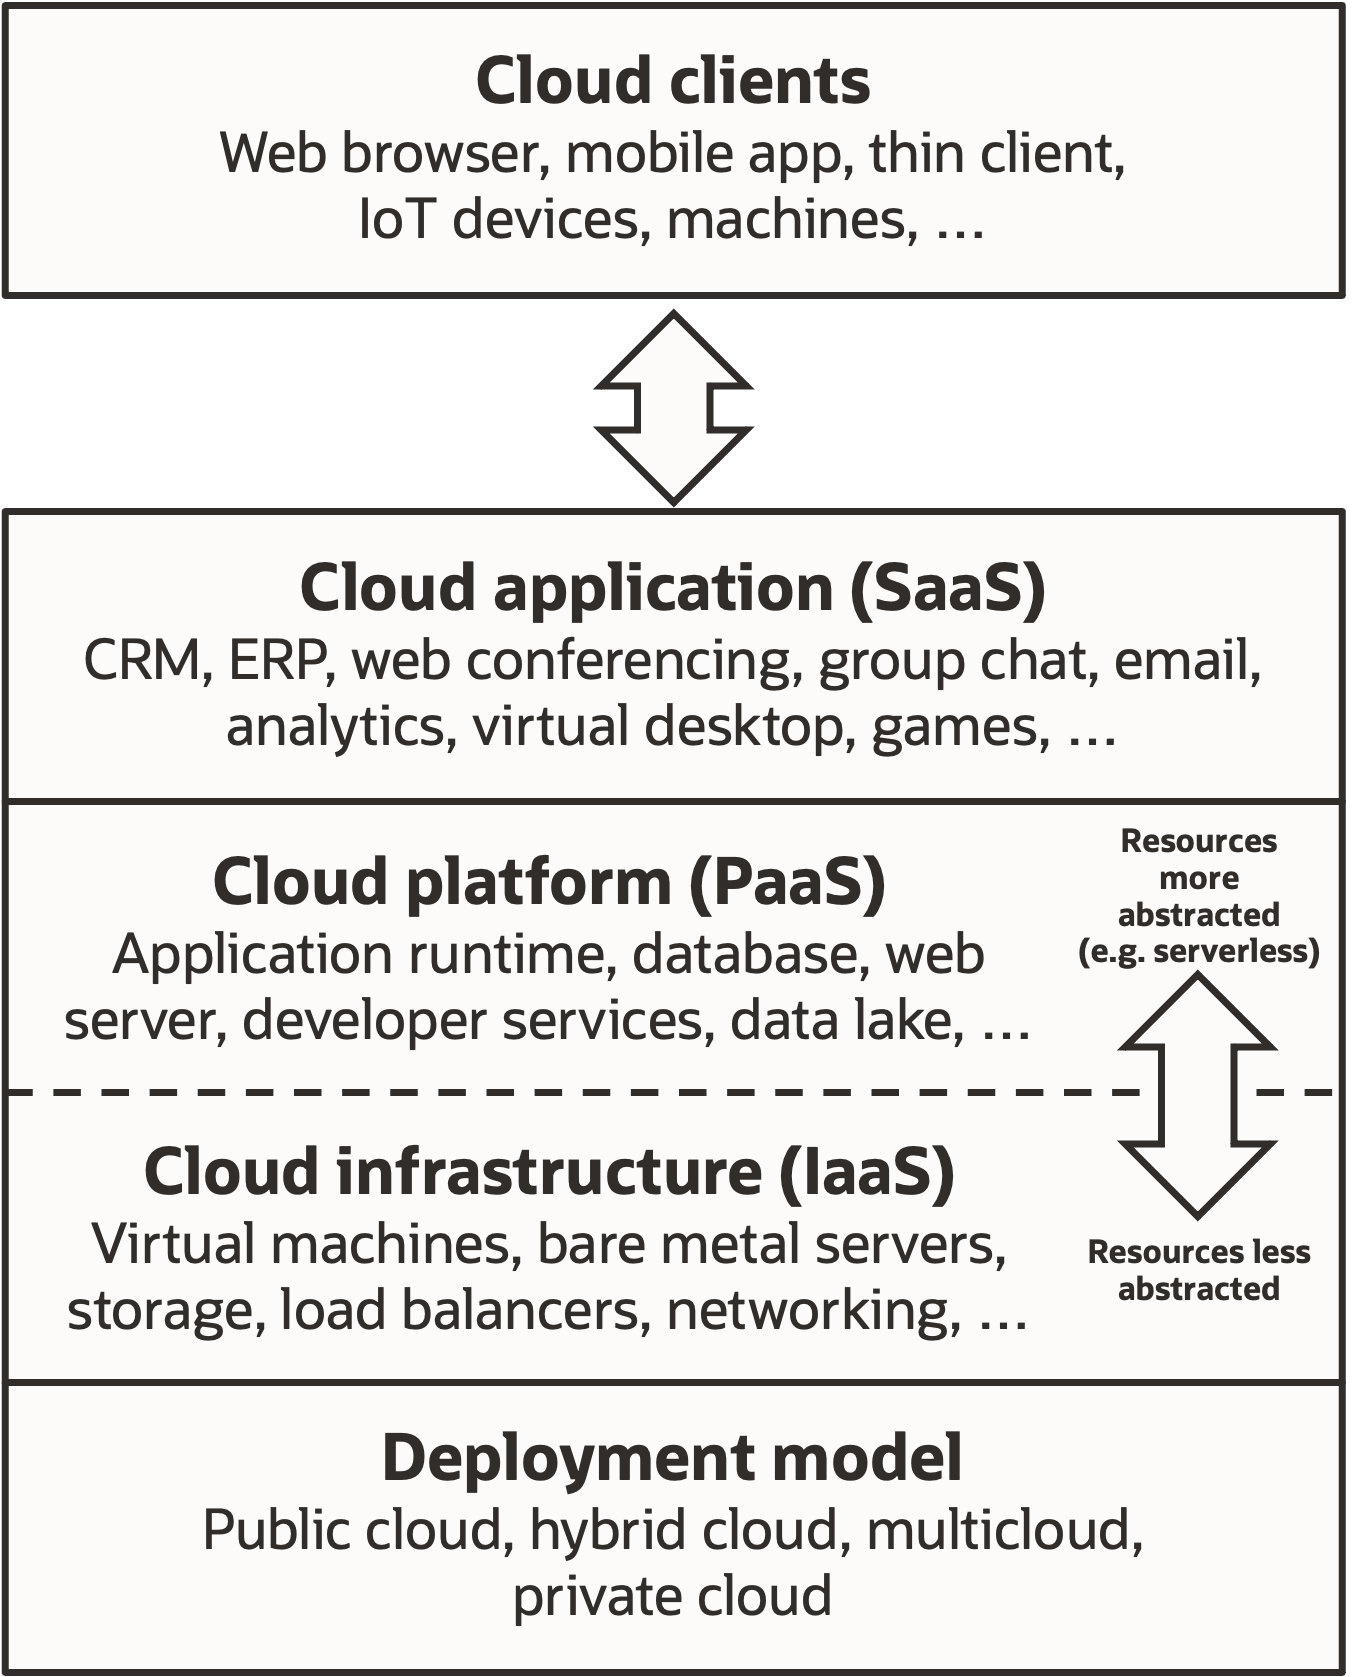 Cloud clients
Web browser, mobile app, thin client,
IoT devices, machines, ...
Cloud application (SaaS)
CRM, ERP, web conferencing, group chat, email,
analytics, virtual desktop, games, ...
Cloud platform (PaaS)
Application runtime, database, web
server, developer services, data lake, ...
Resources
more
abstracted
(e.g. serverless)
Cloud infrastructure (IaaS)
Virtual machines, bare metal servers,
storage, load balancers, networking, ...
Resources less
abstracted
Deployment model
Public cloud, hybrid cloud, multicloud,
private cloud